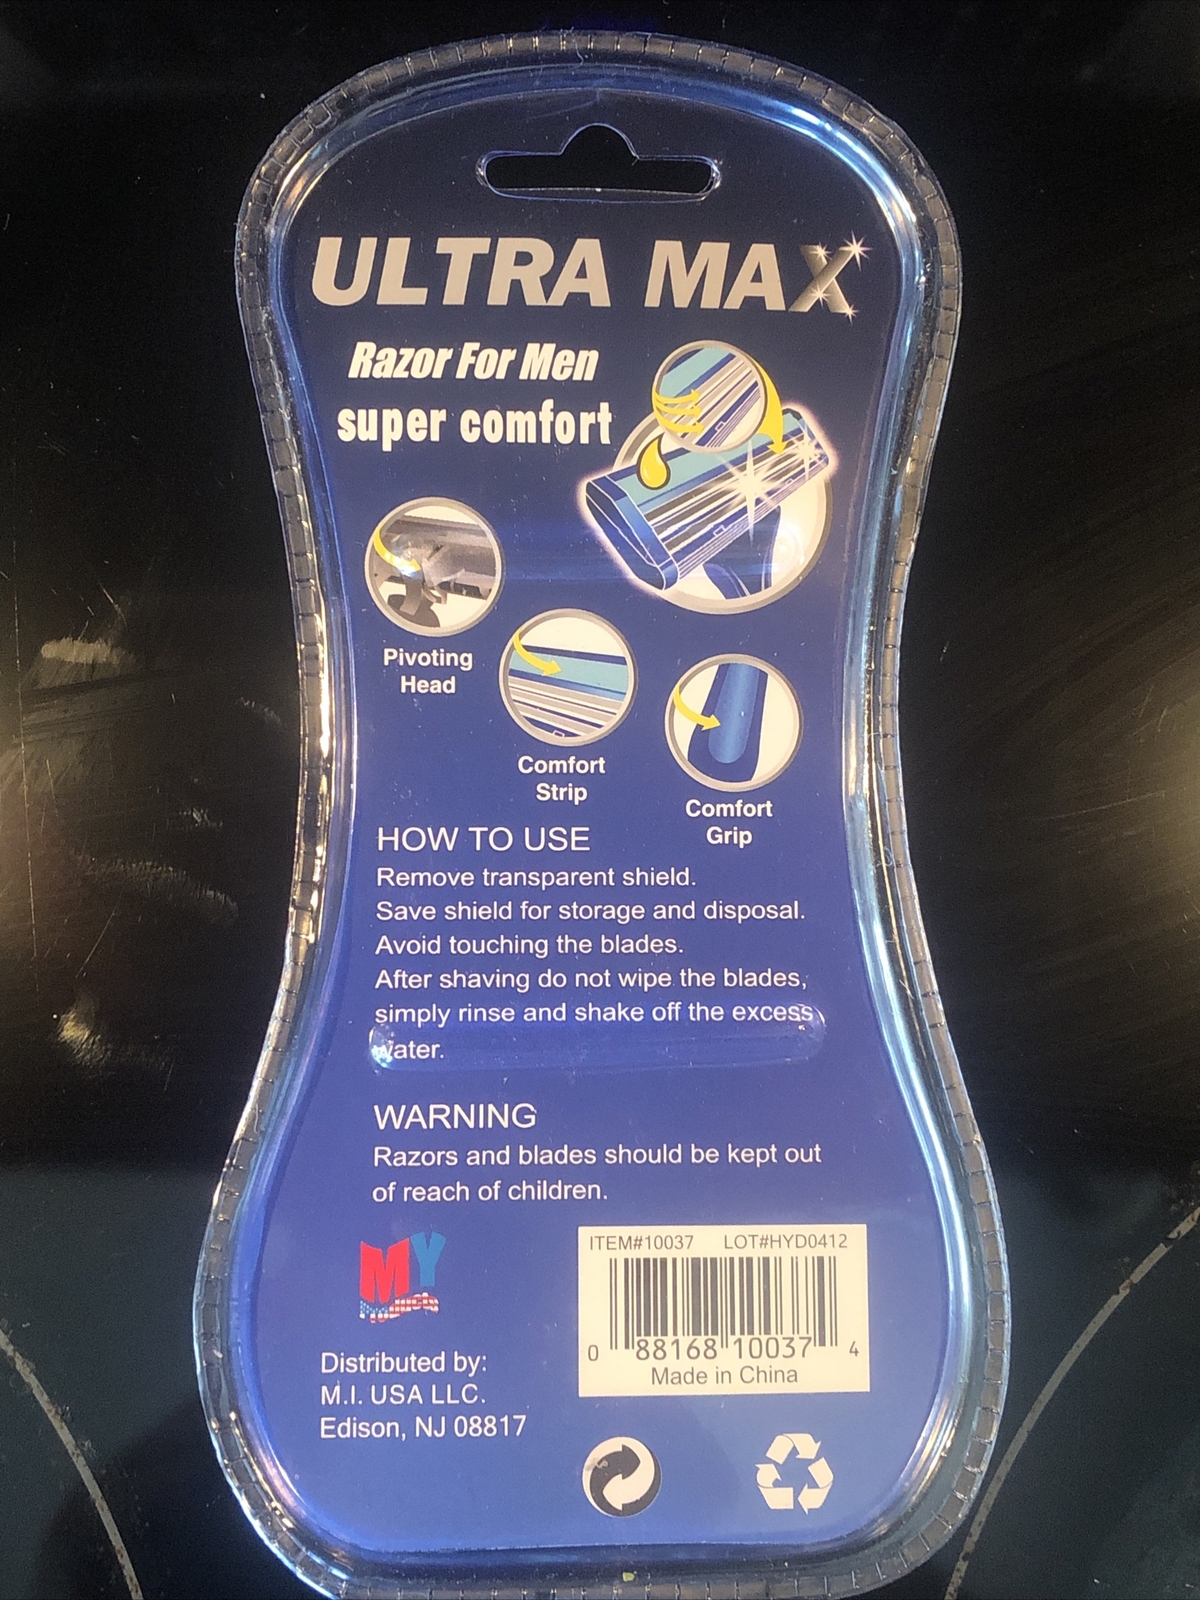 ULTRA MAX
Razor For Men
super comfort
Pivoting
Head
Comfort
Strip
Comfort
Grip
HOW TO USE
Remove transparent shield.
Save shield for storage and disposal.
Avoid touching the blades.
After shaving do not wipe the blades,
simply rinse and shake off the excess
water.
WARNING
Razors and blades should be kept out
of reach of children.
MY
Products
Distributed by:
M.I. USA LLC.
Edison, NJ 08817
ITEM#10037 LOT#HYD0412
0 88168 10037 4
Made in China